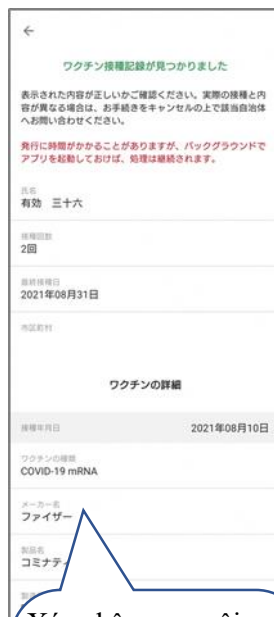 ワクチン接種記録が見つかりました
表示された内容が正しいかご確認ください。実際の接種と内
容が異なる場合は、お手続きをキャンセルの上で該当自治体
へお問い合わせください。
発行に時間がかかることがありますが、バックグラウンドで
アプリを起動しておけば、処理は継続されます。
氏名
有効 三十六
接種回数
2回
最終接種日
2021年08月31日
市区町村
ワクチンの詳細
接種年月日 2021年08月10日
ワクチンの種類
COVID-19 mRNA
メーカー名
ファイザー
製品名
コミナティ